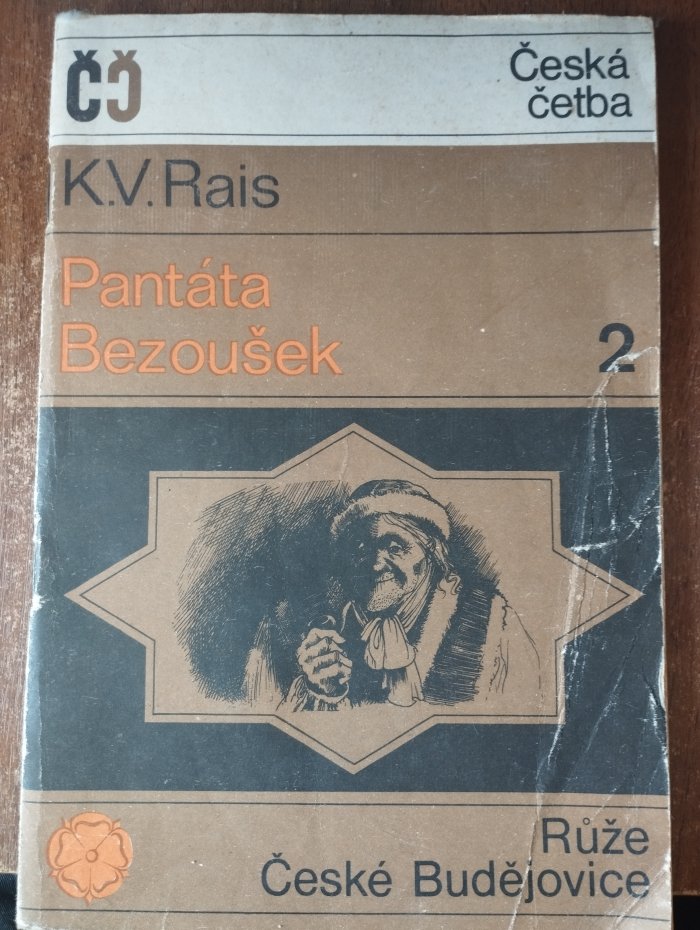 ČČ
Česká
četba
K.V. Rais
Pantáta
Bezoušek
2
Růže
České Budějovice